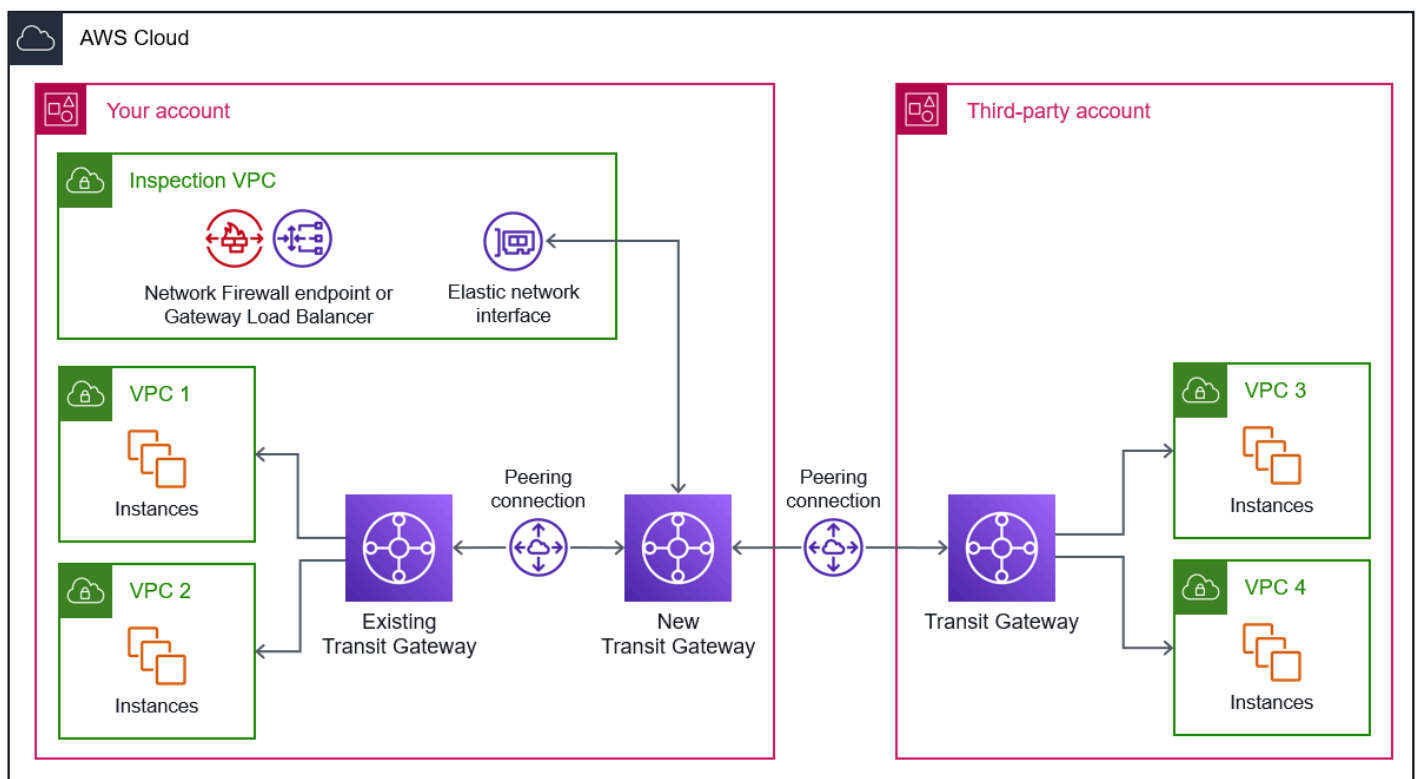 AWS Cloud
Your account
Inspection VPC
Network Firewall endpoint or
Gateway Load Balancer
Elastic network
interface
VPC 1
Instances
VPC 2
Instances
Existing
Transit Gateway
Peering
connection
New
Transit Gateway
Peering
connection
Third-party account
Transit Gateway
VPC 3
Instances
VPC 4
Instances